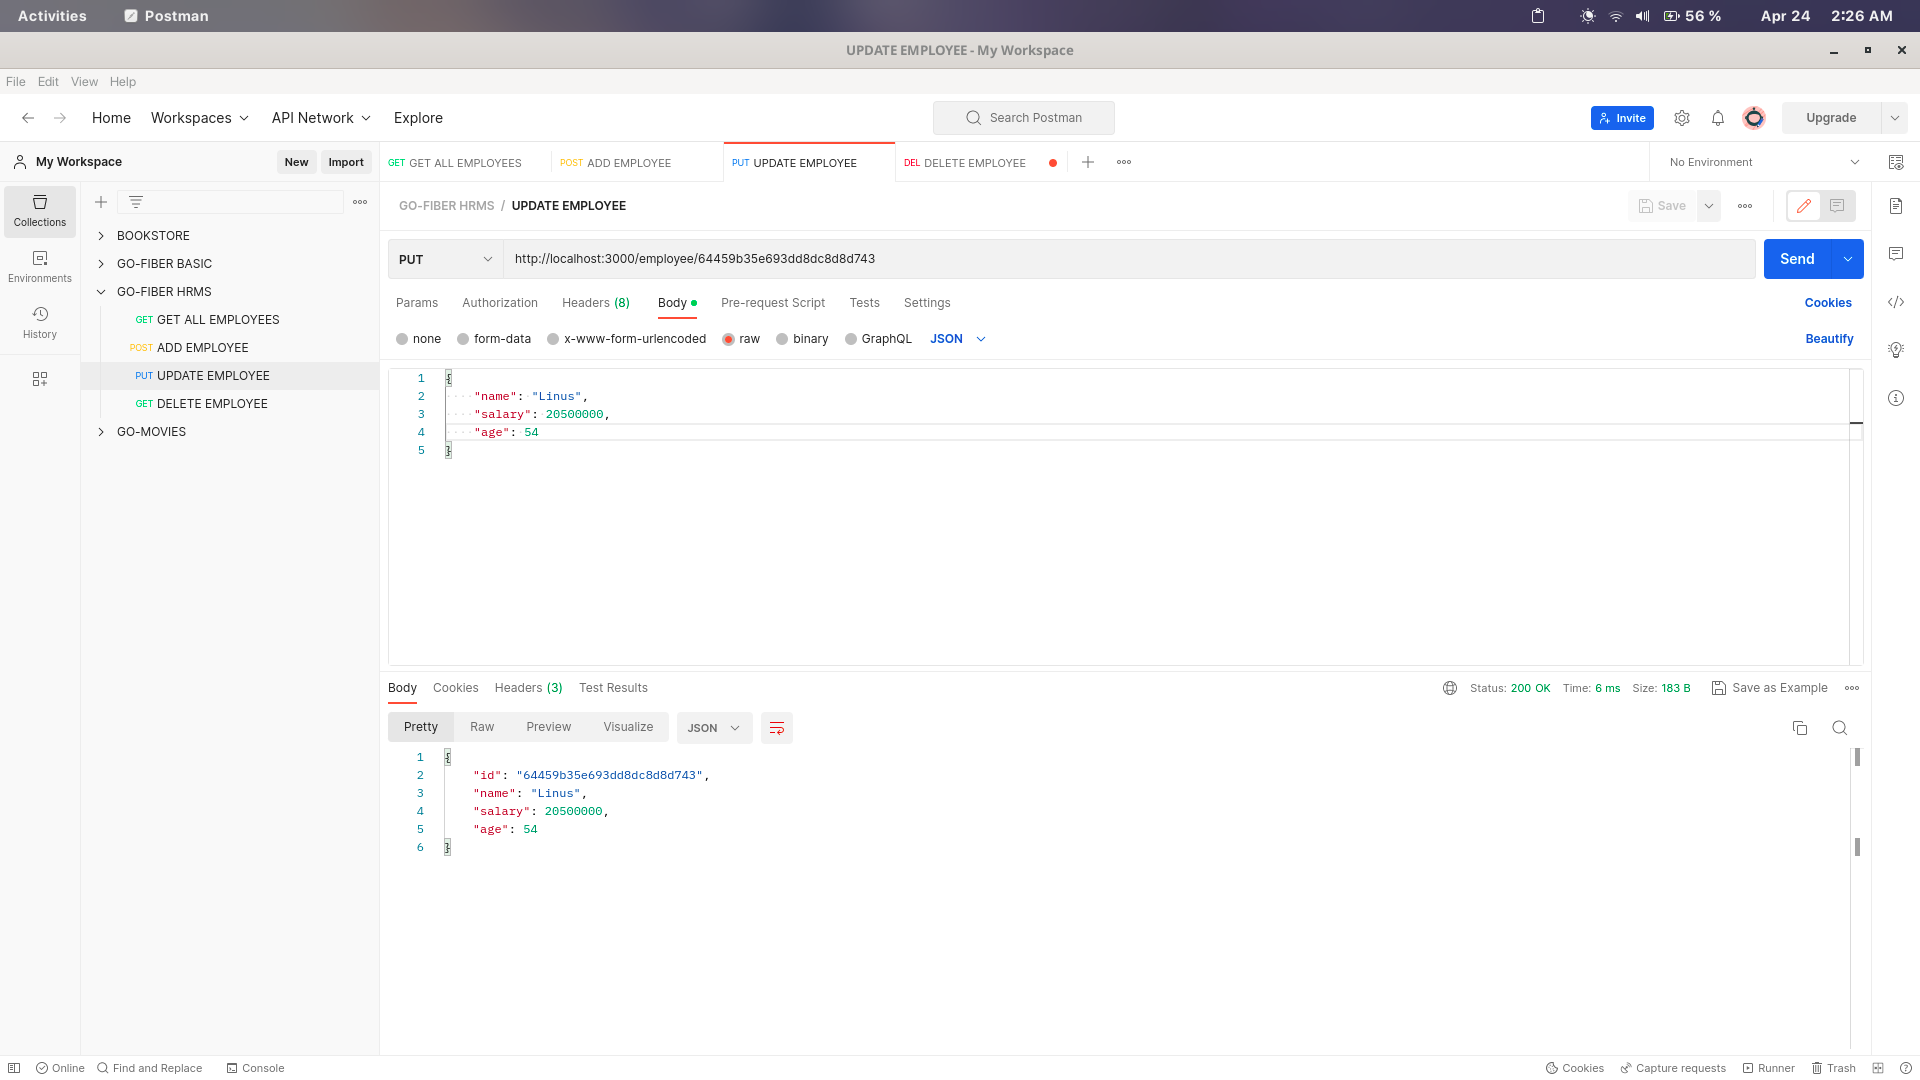 Activities Postman 56 % Apr 24 2:26 AM
UPDATE EMPLOYEE - My Workspace
File Edit View Help
Home Workspaces API Network Explore Search Postman Invite Upgrade
My Workspace New Import GET GET ALL EMPLOYEES POST ADD EMPLOYEE PUT UPDATE EMPLOYEE DEL DELETE EMPLOYEE No Environment
Collections
Environments
History
BOOKSTORE
GO-FIBER BASIC
GO-FIBER HRMS
GET GET ALL EMPLOYEES
POST ADD EMPLOYEE
PUT UPDATE EMPLOYEE
GET DELETE EMPLOYEE
GO-MOVIES
GO-FIBER HRMS / UPDATE EMPLOYEE Save
PUT http://localhost:3000/employee/64459b35e693dd8dc8d8d743 Send
Params Authorization Headers (8) Body Pre-request Script Tests Settings Cookies
none form-data x-www-form-urlencoded raw binary GraphQL JSON Beautify
1 {
2 "name": "Linus",
3 "salary": 20500000,
4 "age": 54
5 }
Body Cookies Headers (3) Test Results Status: 200 OK Time: 6 ms Size: 183 B Save as Example
Pretty Raw Preview Visualize JSON
1 {
2 "id": "64459b35e693dd8dc8d8d743",
3 "name": "Linus",
4 "salary": 20500000,
5 "age": 54
6 }
Online Find and Replace Console Cookies Capture requests Runner Trash